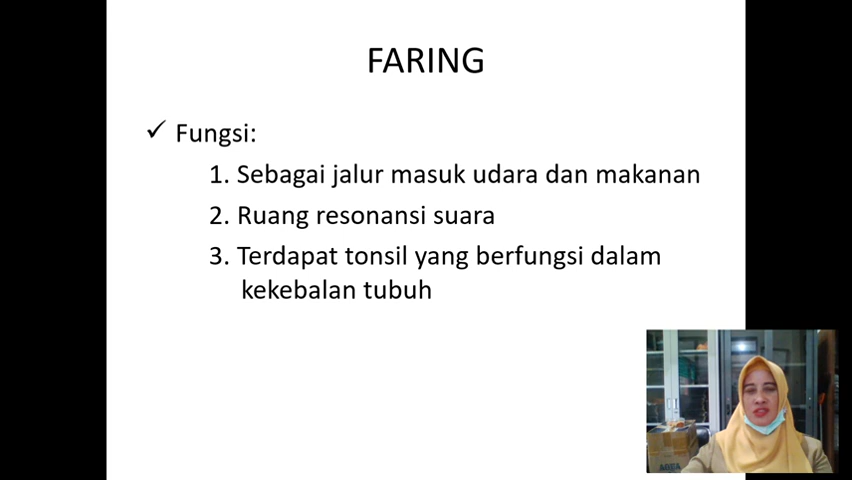 FARING
✓ Fungsi:
1. Sebagai jalur masuk udara dan makanan
2. Ruang resonansi suara
3. Terdapat tonsil yang berfungsi dalam
kekebalan tubuh